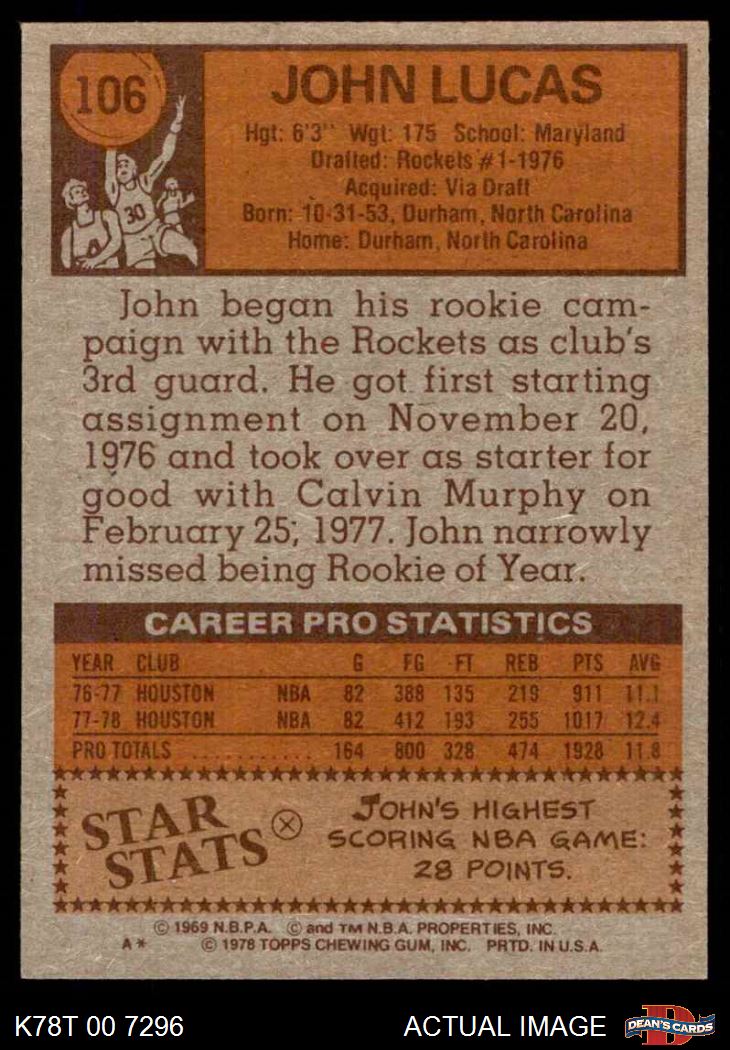 106
JOHN LUCAS
Hgt: 6'3" Wgt: 175 School: Maryland
Drafted: Rockets #1-1976
Acquired: Via Draft
Born: 10-31-53, Durham, North Carolina
Home: Durham, North Carolina
30
John began his rookie cam-
paign with the Rockets as club's
3rd guard. He got first starting
assignment on November 20,
1976 and took over as starter for
good with Calvin Murphy on
February 25; 1977. John narrowly
missed being Rookie of Year.
CAREER PRO STATISTICS
YEAR CLUB G FG FT REB PTS AVG
76-77 HOUSTON NBA 82 388 135 219 911 11.1
77-78 HOUSTON NBA 82 412 193 255 1017 12.4
PRO TOTALS . . . . . . . . . . . 164 800 328 474 1928 11.8
STAR
STATS
JOHN'S HIGHEST
SCORING NBA GAME:
28 POINTS.
© 1969 N.B.P.A. © and TM N.B.A. PROPERTIES, INC.
A* © 1978 TOPPS CHEWING GUM, INC. PRTD. IN U.S.A.
K78T 00 7296 ACTUAL IMAGE
D
DEAN'S CARDS